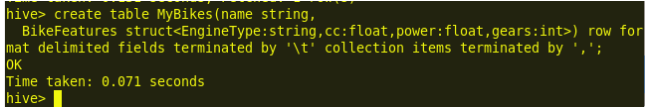 hive> create table MyBikes(name string,
  BikeFeatures struct<EngineType:string,cc:float,power:float,gears:int>) row for
mat delimited fields terminated by '\t' collection items terminated by ',';
OK
Time taken: 0.071 seconds
hive>